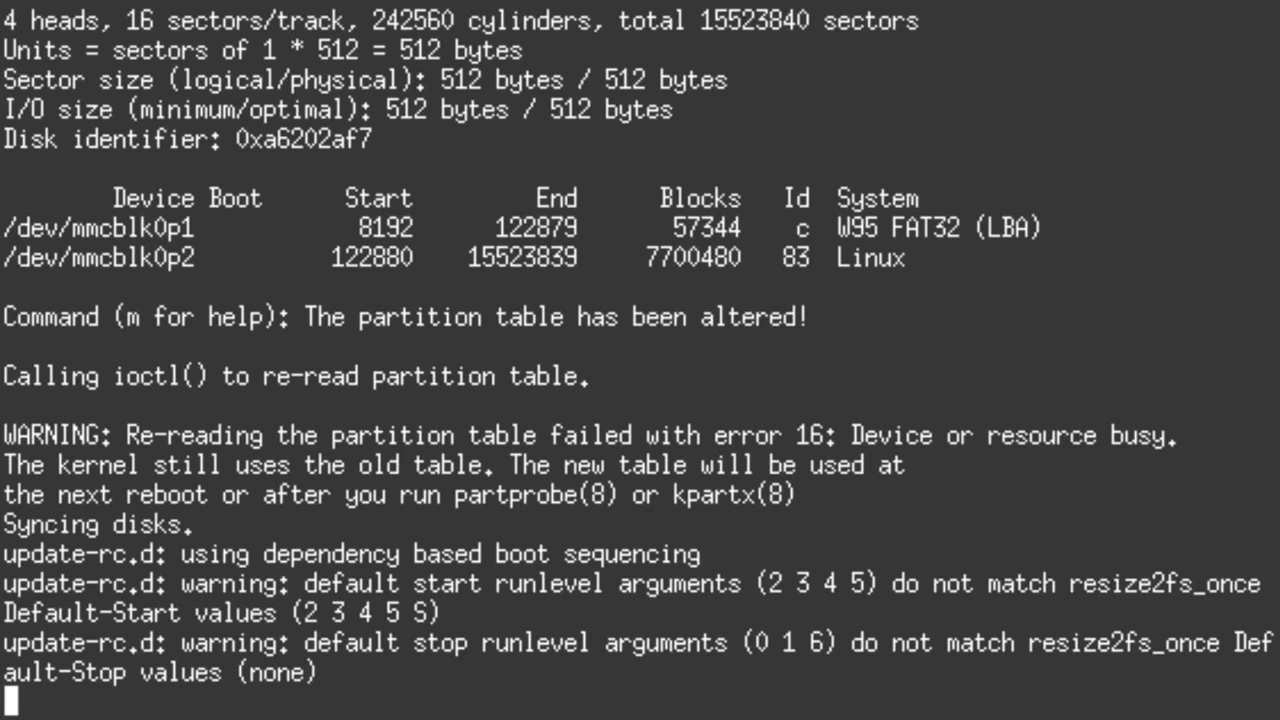 4 heads, 16 sectors/track, 242560 cylinders, total 15523840 sectors
Units = sectors of 1 * 512 = 512 bytes
Sector size (logical/physical): 512 bytes / 512 bytes
I/O size (minimum/optimal): 512 bytes / 512 bytes
Disk identifier: 0xa6202af7
Device Boot Start End Blocks Id System
/dev/mmcblk0p1 8192 122879 57344 c W95 FAT32 (LBA)
/dev/mmcblk0p2 122880 15523839 7700480 83 Linux
Command (m for help): The partition table has been altered!
Calling ioctl() to re-read partition table.
WARNING: Re-reading the partition table failed with error 16: Device or resource busy.
The kernel still uses the old table. The new table will be used at
the next reboot or after you run partprobe(8) or kpartx(8)
Syncing disks.
update-rc.d: using dependency based boot sequencing
update-rc.d: warning: default start runlevel arguments (2 3 4 5) do not match resize2fs_once
Default-Start values (2 3 4 5 S)
update-rc.d: warning: default stop runlevel arguments (0 1 6) do not match resize2fs_once Def
ault-Stop values (none)